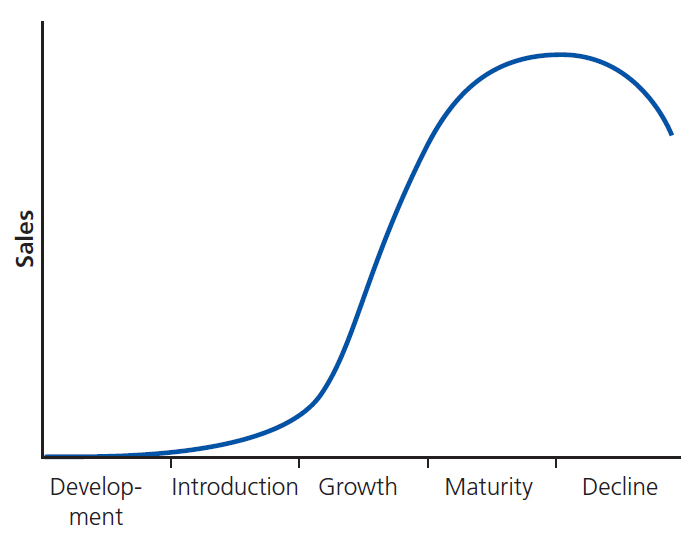 Sales
Develop- Introduction Growth Maturity Decline
ment